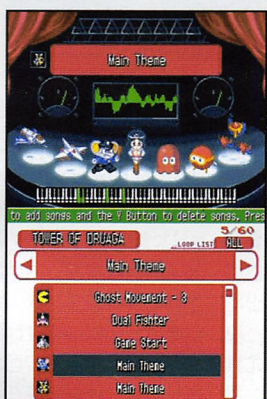 Main Theme
to add songs and the Y Button to delete songs. Pres
5/60
TOWER OF DRUAGA
LOOP LIST ALL
Main Theme
Ghost Movement - 3
Dual Fighter
Game Start
Main Theme
Main Theme